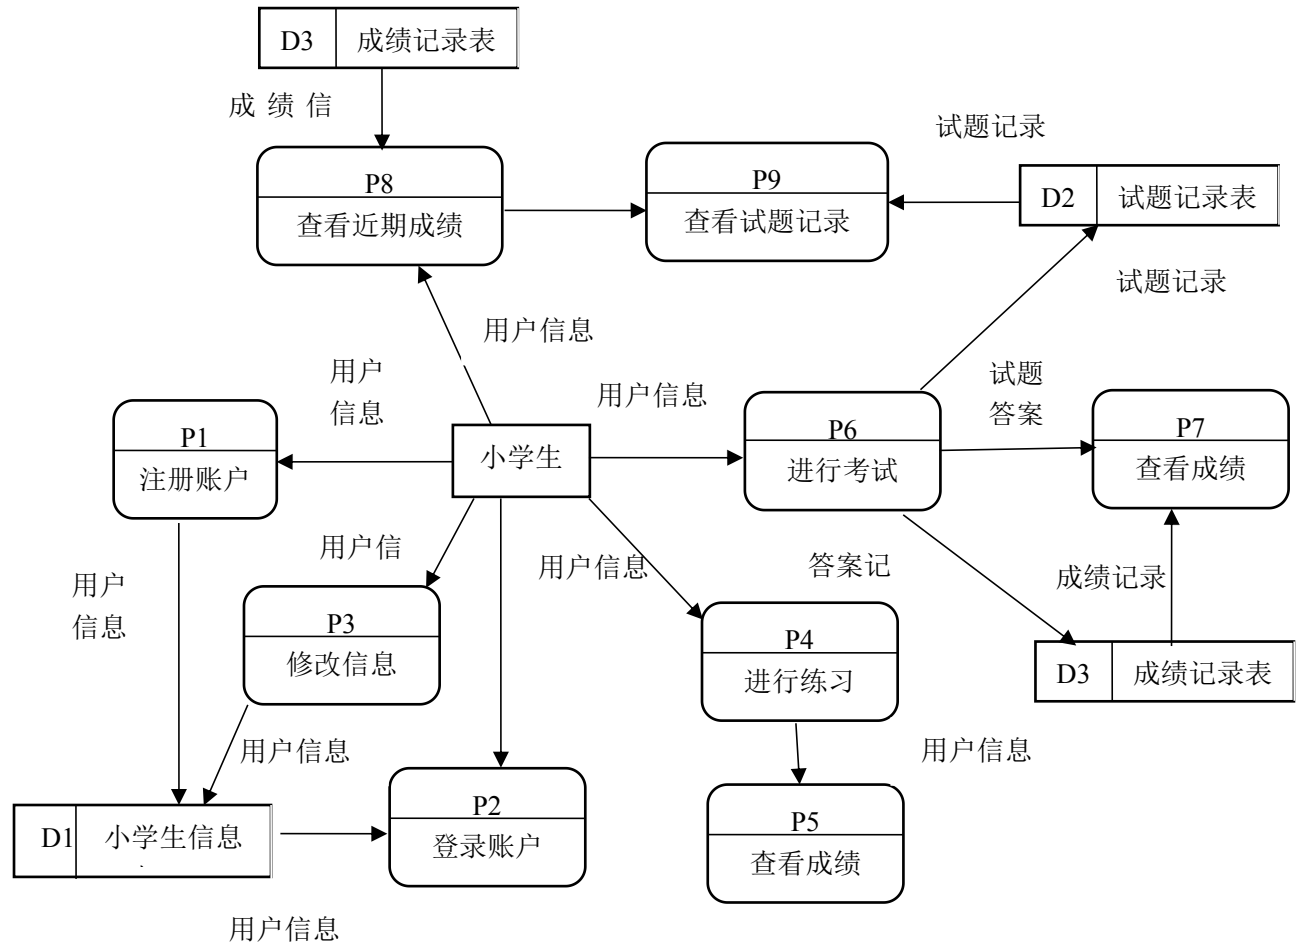 D3 成绩记录表
成 绩 信
试题记录
P8
查看近期成绩
P9
查看试题记录
D2 试题记录表
试题记录
用户信息
用户
信息
用户信息
试题
答案
P1
注册账户
小学生
P6
进行考试
P7
查看成绩
用户信
用户信息
答案记
成绩记录
用户
信息
P3
修改信息
P4
进行练习
D3 成绩记录表
用户信息
用户信息
D1 小学生信息
P2
登录账户
P5
查看成绩
用户信息